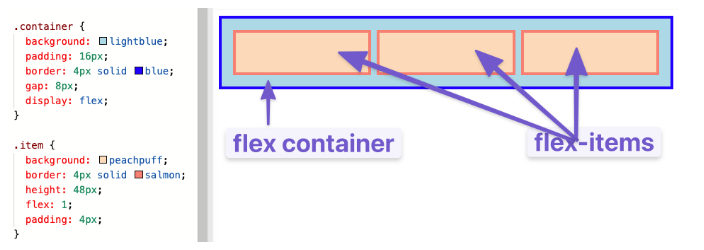 .container {
background: lightblue;
padding: 16px;
border: 4px solid blue;
gap: 8px;
display: flex;
}
.item {
background: peachpuff;
border: 4px solid salmon;
height: 48px;
flex: 1;
padding: 4px;
}
flex container
flex-items